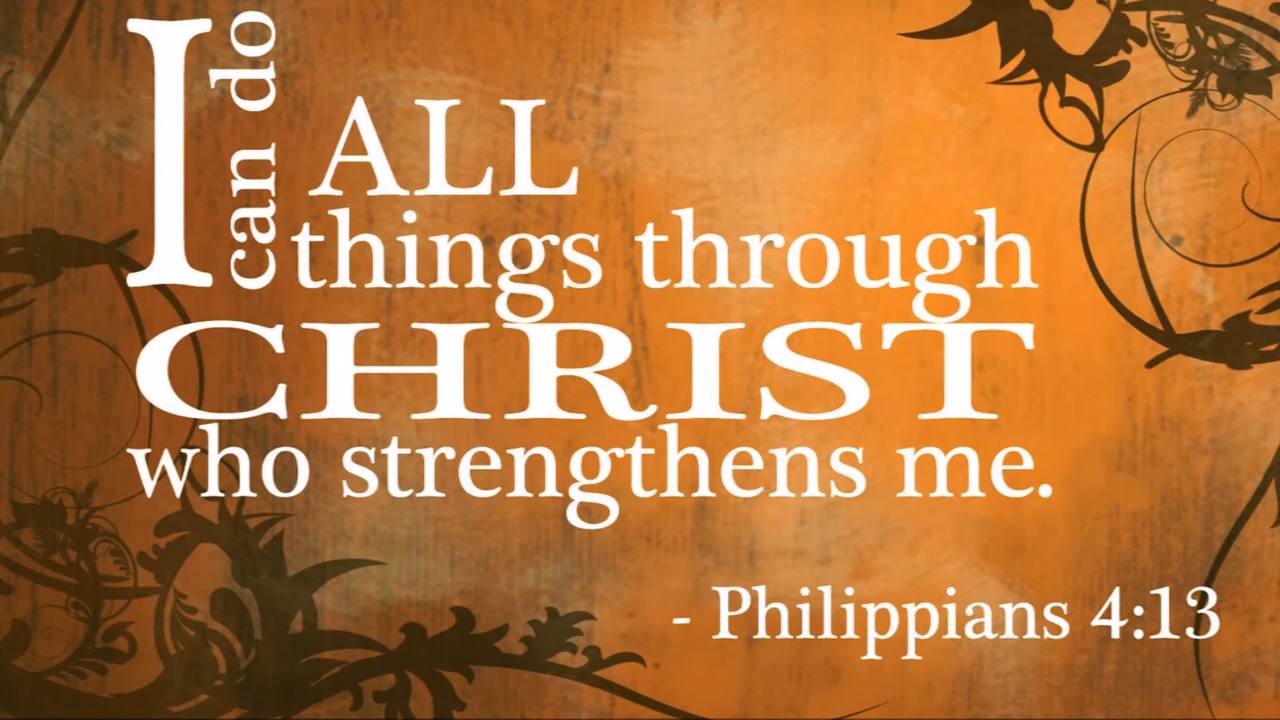 I can do ALL
things through
CHRIST
who strengthens me.
- Philippians 4:13